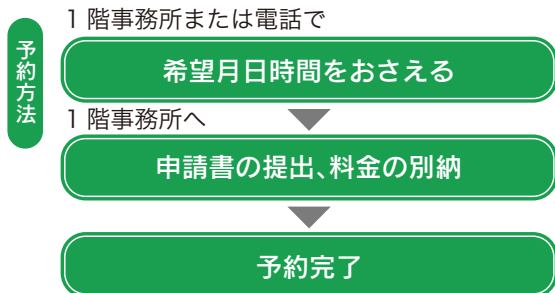 予約方法
1 階事務所または電話で
希望月日時間をおさえる
1 階事務所へ
申請書の提出、料金の別納
予約完了